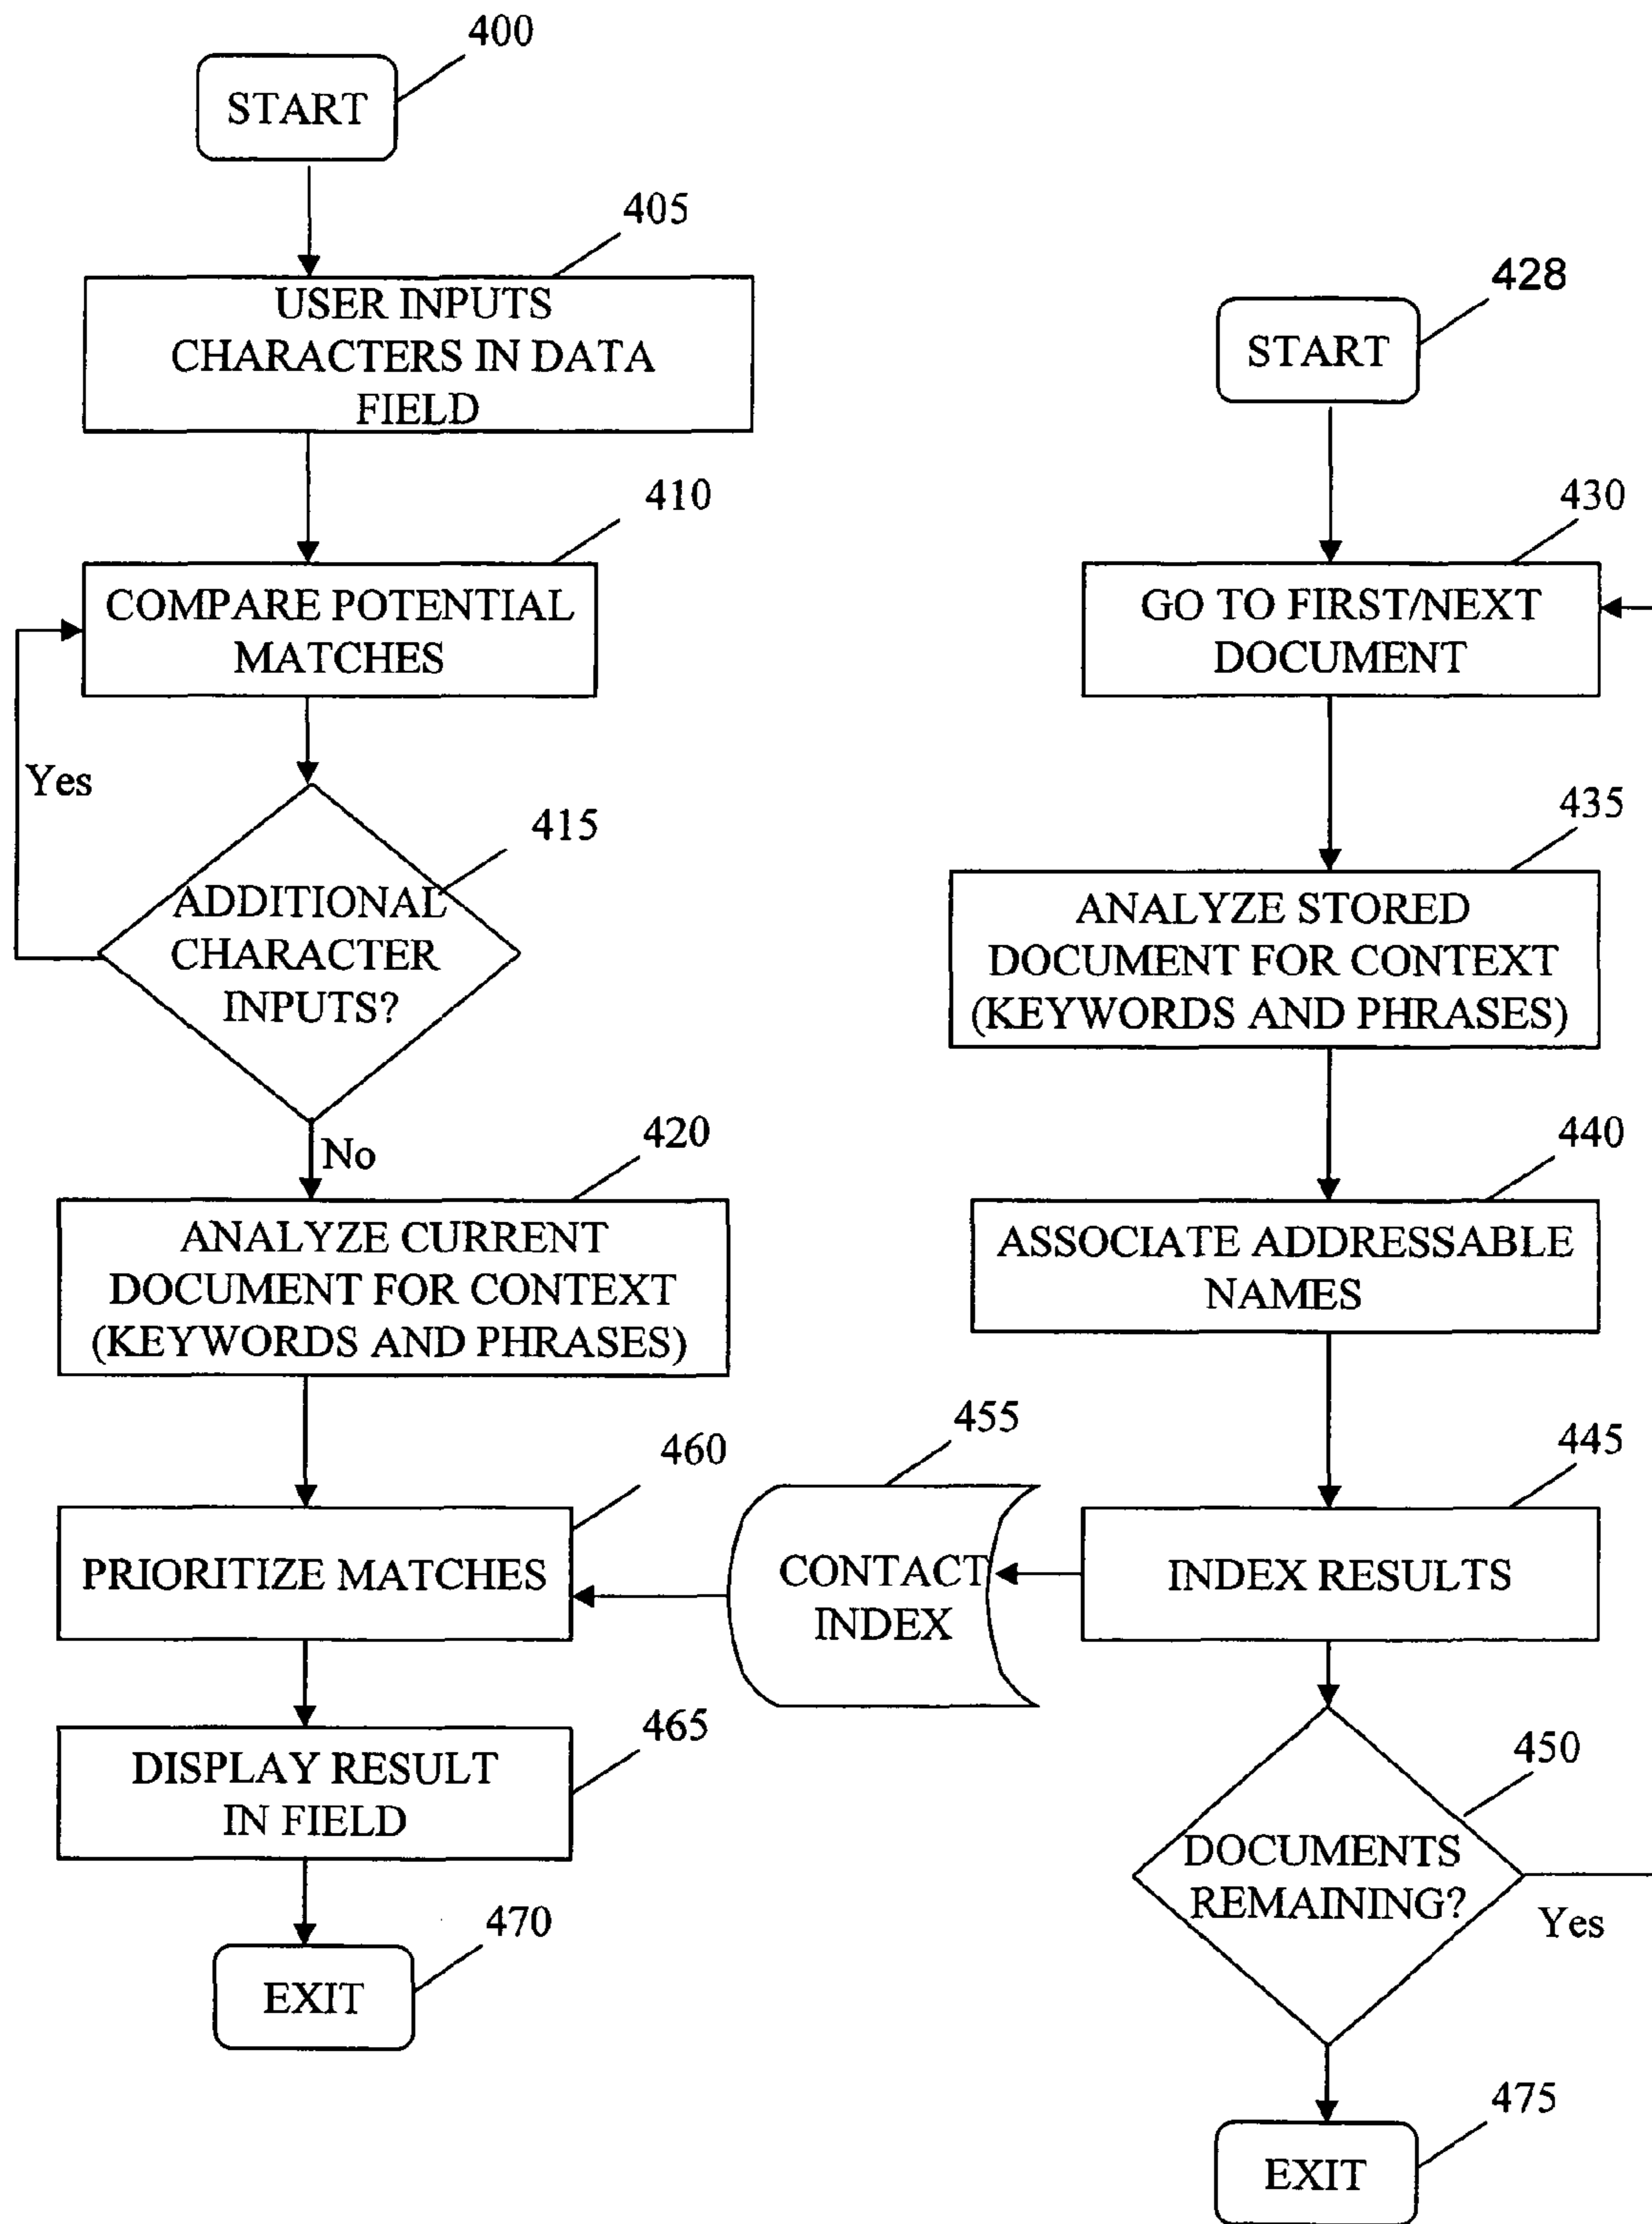 400
START
405
USER INPUTS
CHARACTERS IN DATA
FIELD
410
COMPARE POTENTIAL
MATCHES
Yes
415
ADDITIONAL
CHARACTER
INPUTS?
No
420
ANALYZE CURRENT
DOCUMENT FOR CONTEXT
(KEYWORDS AND PHRASES)
460
PRIORITIZE MATCHES
465
DISPLAY RESULT
IN FIELD
470
EXIT
455
CONTACT
INDEX
428
START
430
GO TO FIRST/NEXT
DOCUMENT
435
ANALYZE STORED
DOCUMENT FOR CONTEXT
(KEYWORDS AND PHRASES)
440
ASSOCIATE ADDRESSABLE
NAMES
445
INDEX RESULTS
450
DOCUMENTS
REMAINING?
Yes
475
EXIT